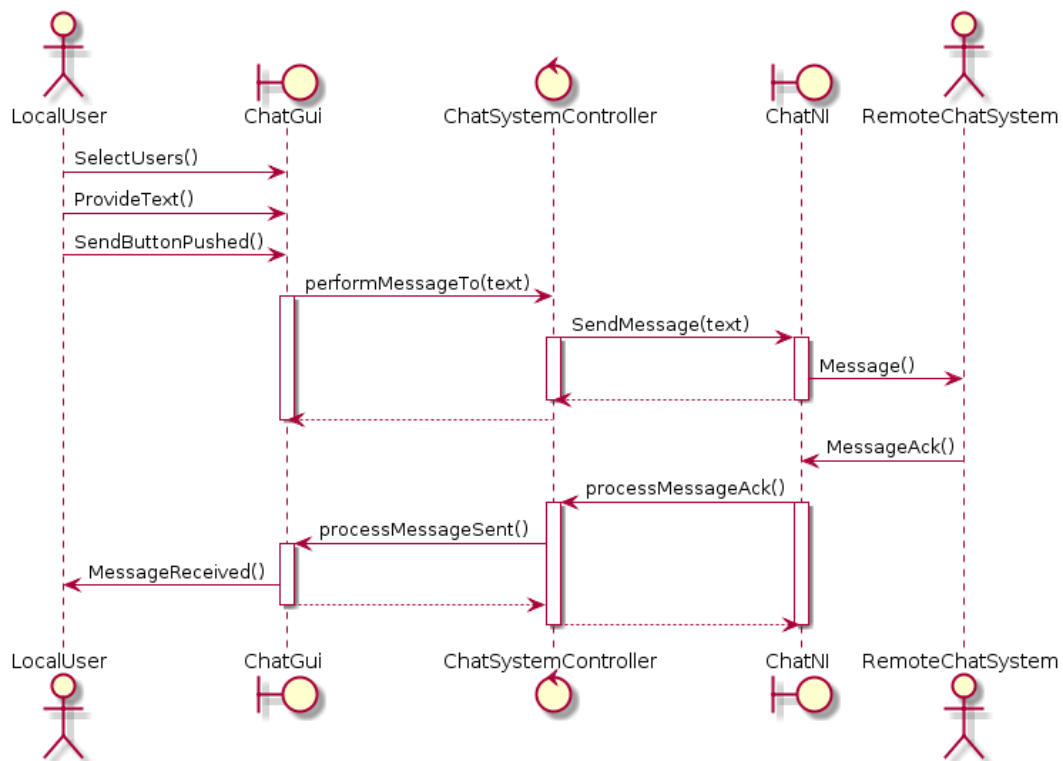 LocalUser
ChatGui
ChatSystemController
ChatNI
RemoteChatSystem
SelectUsers()
ProvideText()
SendButtonPushed()
performMessageTo(text)
SendMessage(text)
Message()
MessageAck()
processMessageAck()
processMessageSent()
MessageReceived()
LocalUser
ChatGui
ChatSystemController
ChatNI
RemoteChatSystem